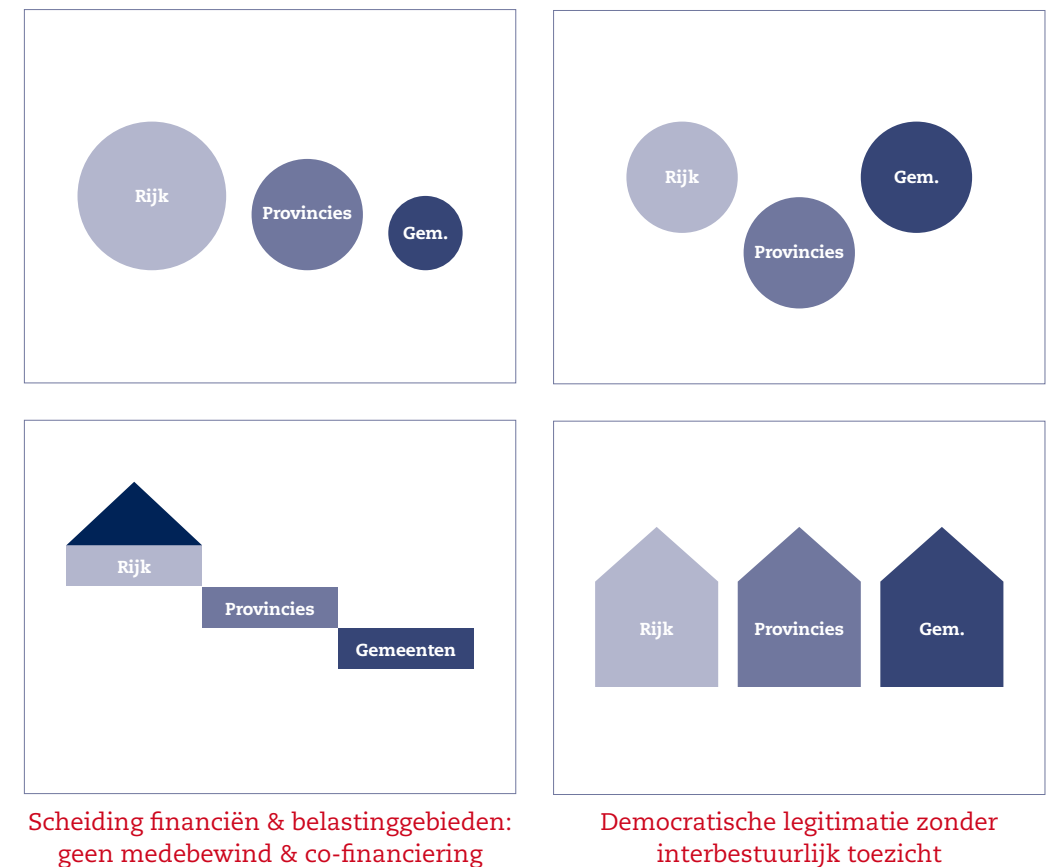 Rijk
Provincies
Gem.
Rijk
Gem.
Provincies
Rijk
Provincies
Gemeenten
Rijk
Provincies
Gem.
Scheiding financiën & belastinggebieden:
geen medebewind & co-financiering
Democratische legitimatie zonder
interbestuurlijk toezicht